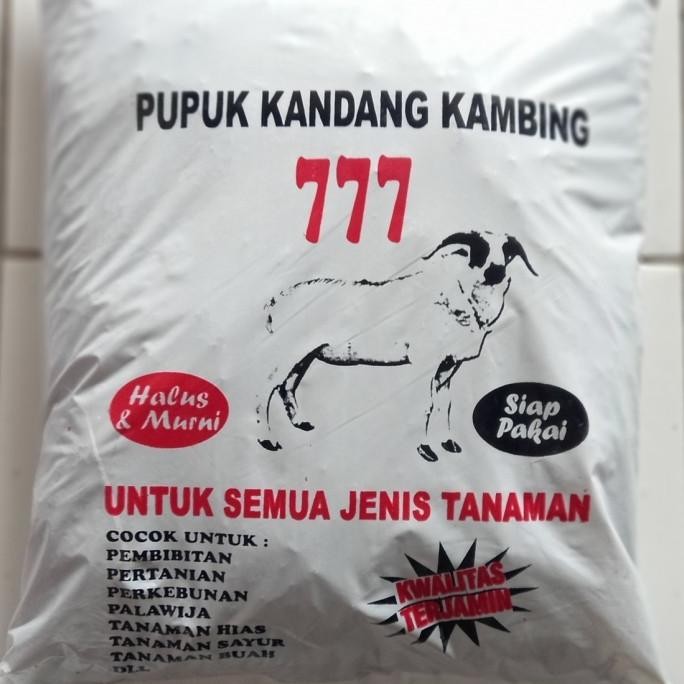 PUPUK KANDANG KAMBING
777
Halus
& Murni
Siap
Pakai
UNTUK SEMUA JENIS TANAMAN
COCOK UNTUK :
PEMBIBITAN
PERTANIAN
PERKEBUNAN
PALAWIJA
TANAMAN HIAS
TANAMAN SAYUR
TANAMAN BUAH
DLL
KWALITAS
TERJAMIN